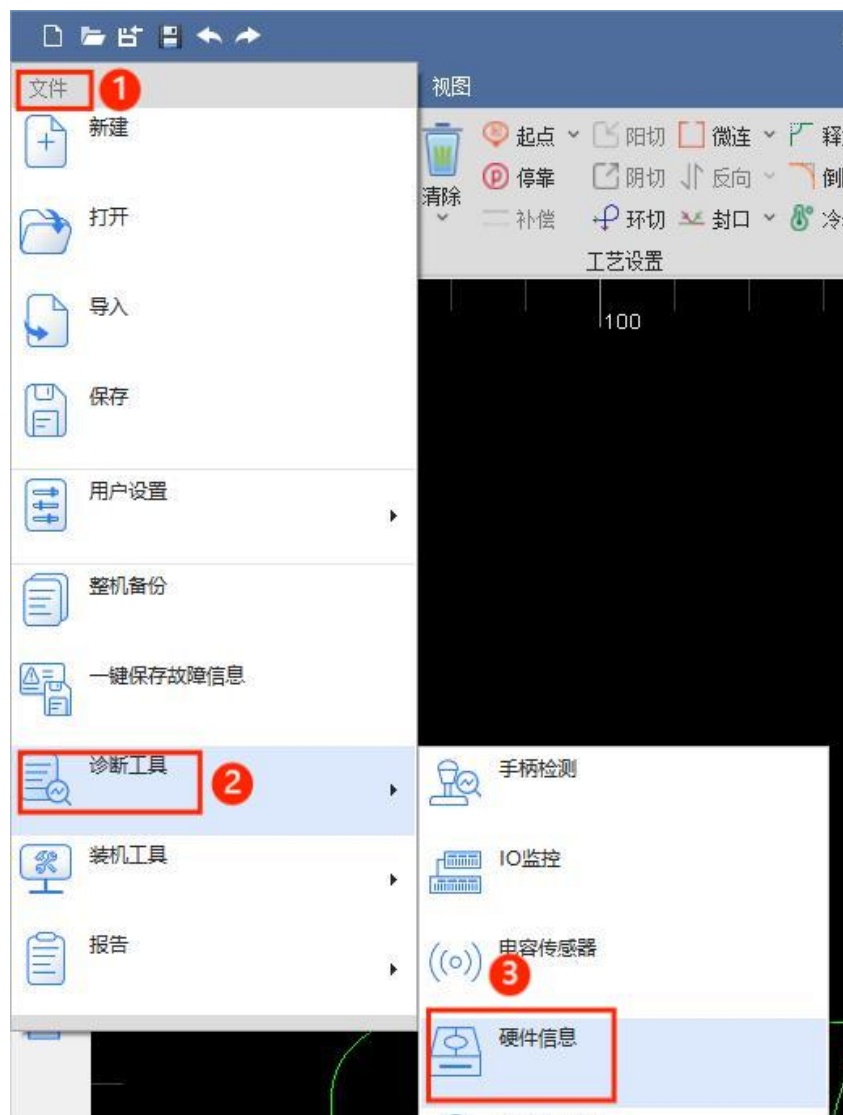 文件 1
视图
新建
打开
导入
保存
用户设置
整机备份
一键保存故障信息
诊断工具 2
装机工具
报告
清除
起点 阳切 微连
停靠 阴切 反向
补偿 环切 封口
工艺设置
100
手柄检测
IO监控
电容传感器
3
硬件信息